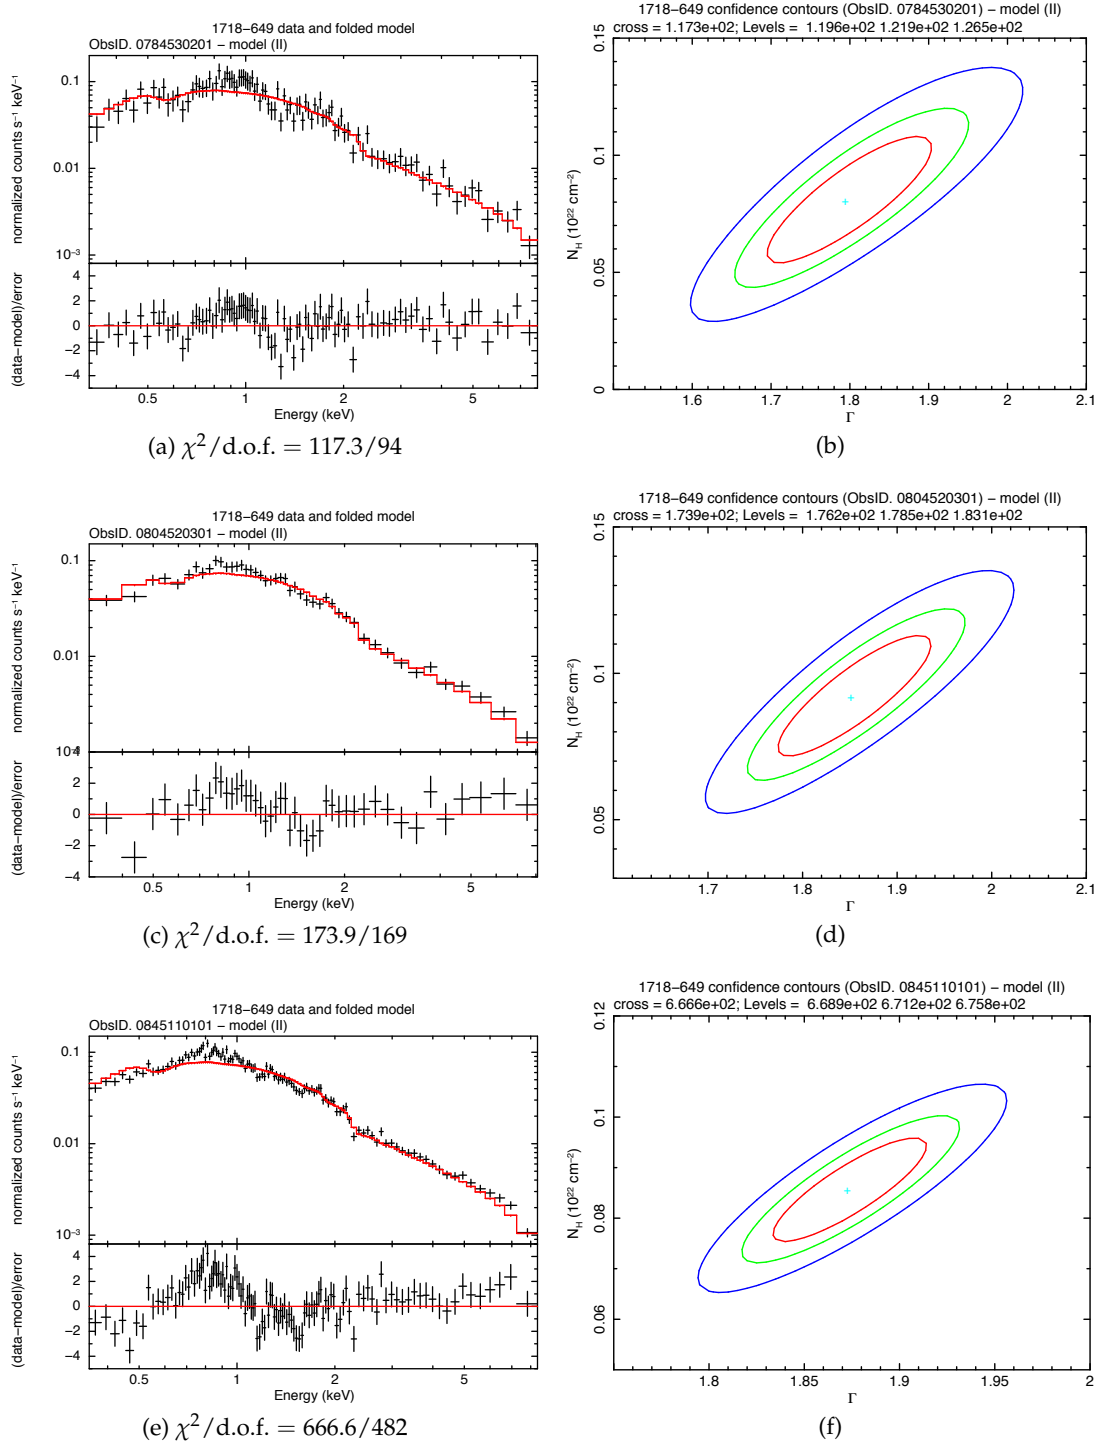 1718−649 data and folded model
ObsID. 0784530201 − model (II)
normalized counts s⁻¹ keV⁻¹
0.1
0.01
10⁻³
(data−model)/error
4
2
0
−2
−4
0.5
1
2
5
Energy (keV)
(a) χ²/d.o.f. = 117.3/94
1718−649 confidence contours (ObsID. 0784530201) − model (II)
cross = 1.173e+02; Levels = 1.196e+02 1.219e+02 1.265e+02
N_H (10²² cm⁻²)
0.15
0.1
0.05
0
1.6
1.7
1.8
1.9
2
2.1
Γ
(b)
1718−649 data and folded model
ObsID. 0804520301 − model (II)
normalized counts s⁻¹ keV⁻¹
0.1
0.01
(data−model)/error
2
0
−2
−4
0.5
1
2
5
Energy (keV)
(c) χ²/d.o.f. = 173.9/169
1718−649 confidence contours (ObsID. 0804520301) − model (II)
cross = 1.739e+02; Levels = 1.762e+02 1.785e+02 1.831e+02
N_H (10²² cm⁻²)
0.15
0.1
0.05
1.7
1.8
1.9
2
2.1
Γ
(d)
1718−649 data and folded model
ObsID. 0845110101 − model (II)
normalized counts s⁻¹ keV⁻¹
0.1
0.01
10⁻³
(data−model)/error
4
2
0
−2
−4
0.5
1
2
5
Energy (keV)
(e) χ²/d.o.f. = 666.6/482
1718−649 confidence contours (ObsID. 0845110101) − model (II)
cross = 6.666e+02; Levels = 6.689e+02 6.712e+02 6.758e+02
N_H (10²² cm⁻²)
0.12
0.1
0.08
0.06
1.8
1.85
1.9
1.95
2
Γ
(f)